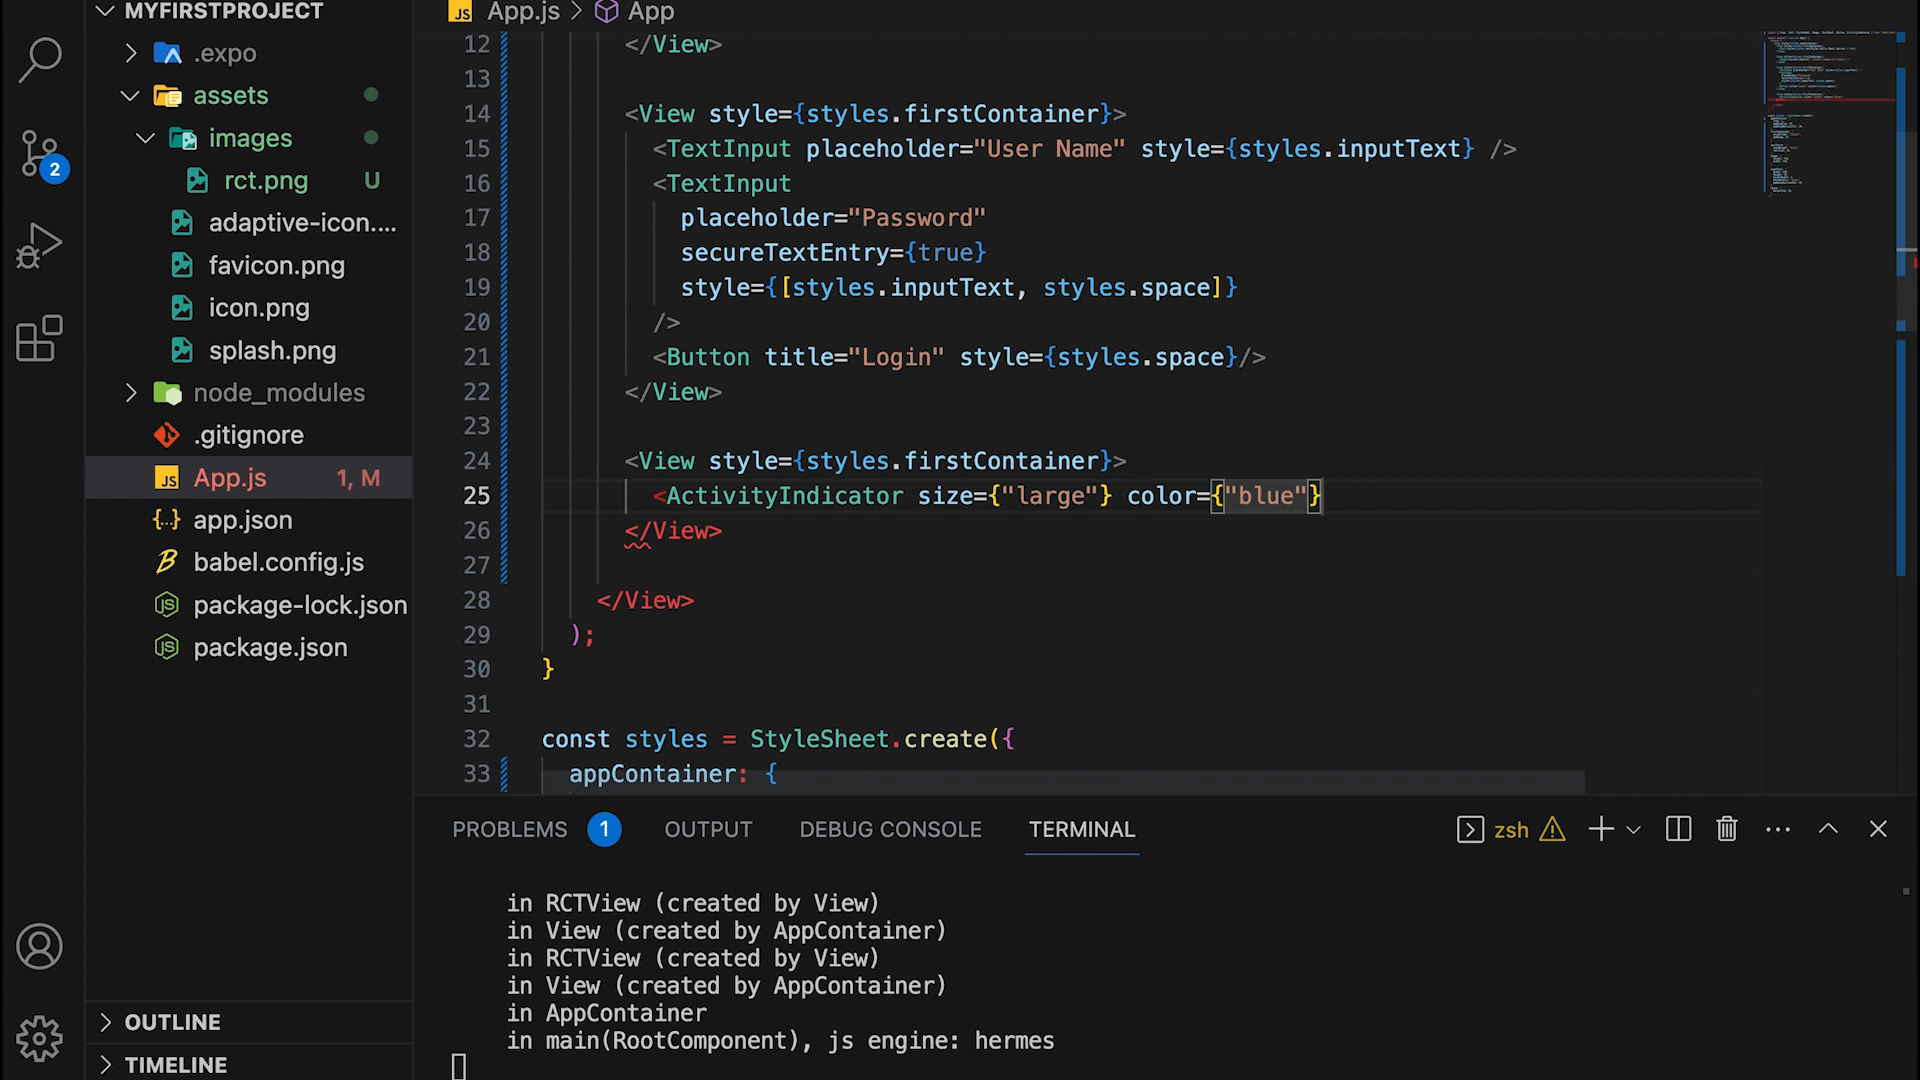 MYFIRSTPROJECT
.expo
assets
images
rct.png U
adaptive-icon....
favicon.png
icon.png
splash.png
node_modules
.gitignore
JS App.js 1, M
{..} app.json
babel.config.js
JS package-lock.json
JS package.json
OUTLINE
TIMELINE
2
JS App.js > App
12 </View>
13
14 <View style={styles.firstContainer}>
15 <TextInput placeholder="User Name" style={styles.inputText} />
16 <TextInput
17 placeholder="Password"
18 secureTextEntry={true}
19 style={[styles.inputText, styles.space]}
20 />
21 <Button title="Login" style={styles.space}/>
22 </View>
23
24 <View style={styles.firstContainer}>
25 <ActivityIndicator size={"large"} color={"blue"}
26 </View>
27
28 </View>
29 );
30 }
31
32 const styles = StyleSheet.create({
33 appContainer: {
PROBLEMS 1 OUTPUT DEBUG CONSOLE TERMINAL zsh
in RCTView (created by View)
in View (created by AppContainer)
in RCTView (created by View)
in View (created by AppContainer)
in AppContainer
in main(RootComponent), js engine: hermes